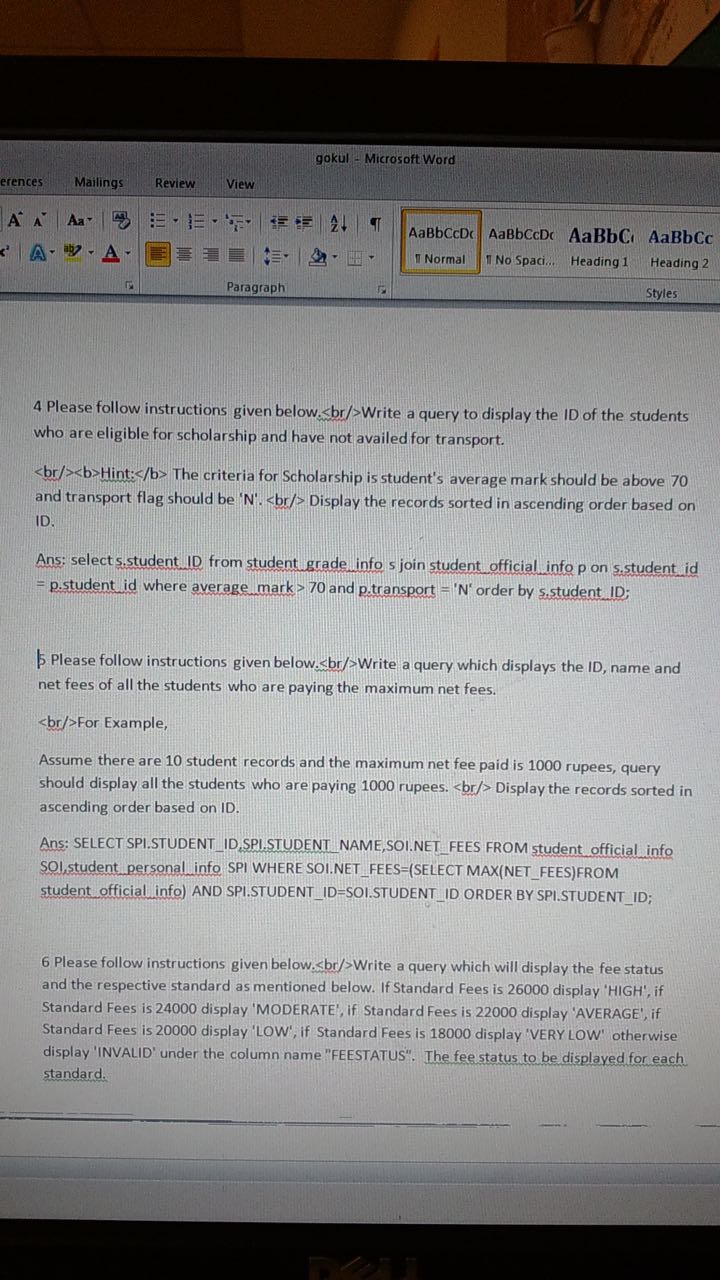 gokul - Microsoft Word
erences Mailings Review View
Aa
AaBbCcDc AaBbCcDc AaBbC AaBbCc
¶ Normal ¶ No Spaci... Heading 1 Heading 2
Paragraph
Styles
4 Please follow instructions given below.<br/>Write a query to display the ID of the students
who are eligible for scholarship and have not availed for transport.
<br/><b>Hint:</b> The criteria for Scholarship is student's average mark should be above 70
and transport flag should be 'N'. <br/> Display the records sorted in ascending order based on
ID.
Ans: select s.student_ID from student_grade_info s join student_official_info p on s.student_id
= p.student_id where average_mark > 70 and p.transport = 'N' order by s.student_ID;
5 Please follow instructions given below.<br/>Write a query which displays the ID, name and
net fees of all the students who are paying the maximum net fees.
<br/>For Example,
Assume there are 10 student records and the maximum net fee paid is 1000 rupees, query
should display all the students who are paying 1000 rupees. <br/> Display the records sorted in
ascending order based on ID.
Ans: SELECT SPI.STUDENT_ID,SPI.STUDENT_NAME,SOI.NET_FEES FROM student_official_info
SOI,student_personal_info SPI WHERE SOI.NET_FEES=(SELECT MAX(NET_FEES)FROM
student_official_info) AND SPI.STUDENT_ID=SOI.STUDENT_ID ORDER BY SPI.STUDENT_ID;
6 Please follow instructions given below.<br/>Write a query which will display the fee status
and the respective standard as mentioned below. If Standard Fees is 26000 display 'HIGH', if
Standard Fees is 24000 display 'MODERATE', if Standard Fees is 22000 display 'AVERAGE', if
Standard Fees is 20000 display 'LOW', if Standard Fees is 18000 display 'VERY LOW' otherwise
display 'INVALID' under the column name "FEESTATUS". The fee status to be displayed for each
standard.
DELL